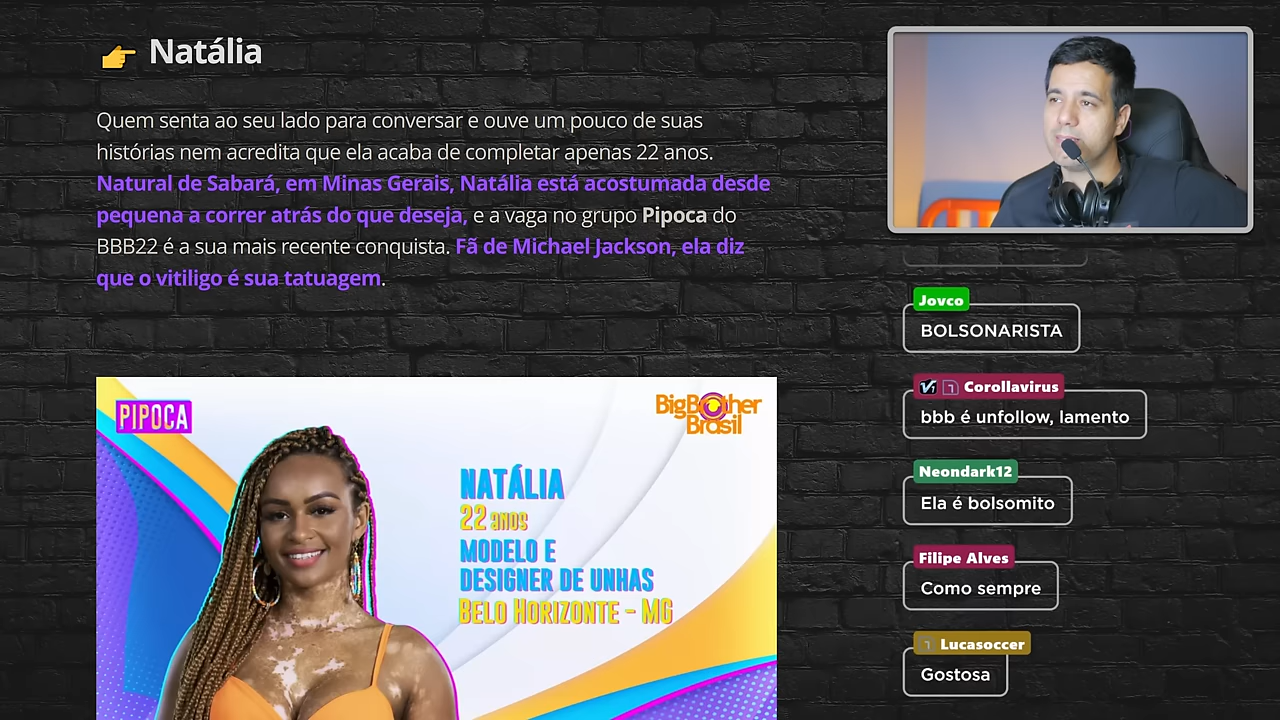 Natália
Quem senta ao seu lado para conversar e ouve um pouco de suas
histórias nem acredita que ela acaba de completar apenas 22 anos.
Natural de Sabará, em Minas Gerais, Natália está acostumada desde
pequena a correr atrás do que deseja, e a vaga no grupo Pipoca do
BBB22 é a sua mais recente conquista. Fã de Michael Jackson, ela diz
que o vitiligo é sua tatuagem.
PIPOCA
BigBrother
Brasil
NATÁLIA
22 anos
MODELO E
DESIGNER DE UNHAS
BELO HORIZONTE - MG
Jovco
BOLSONARISTA
Corollavirus
bbb é unfollow, lamento
Neondark12
Ela é bolsomito
Filipe Alves
Como sempre
Lucasoccer
Gostosa